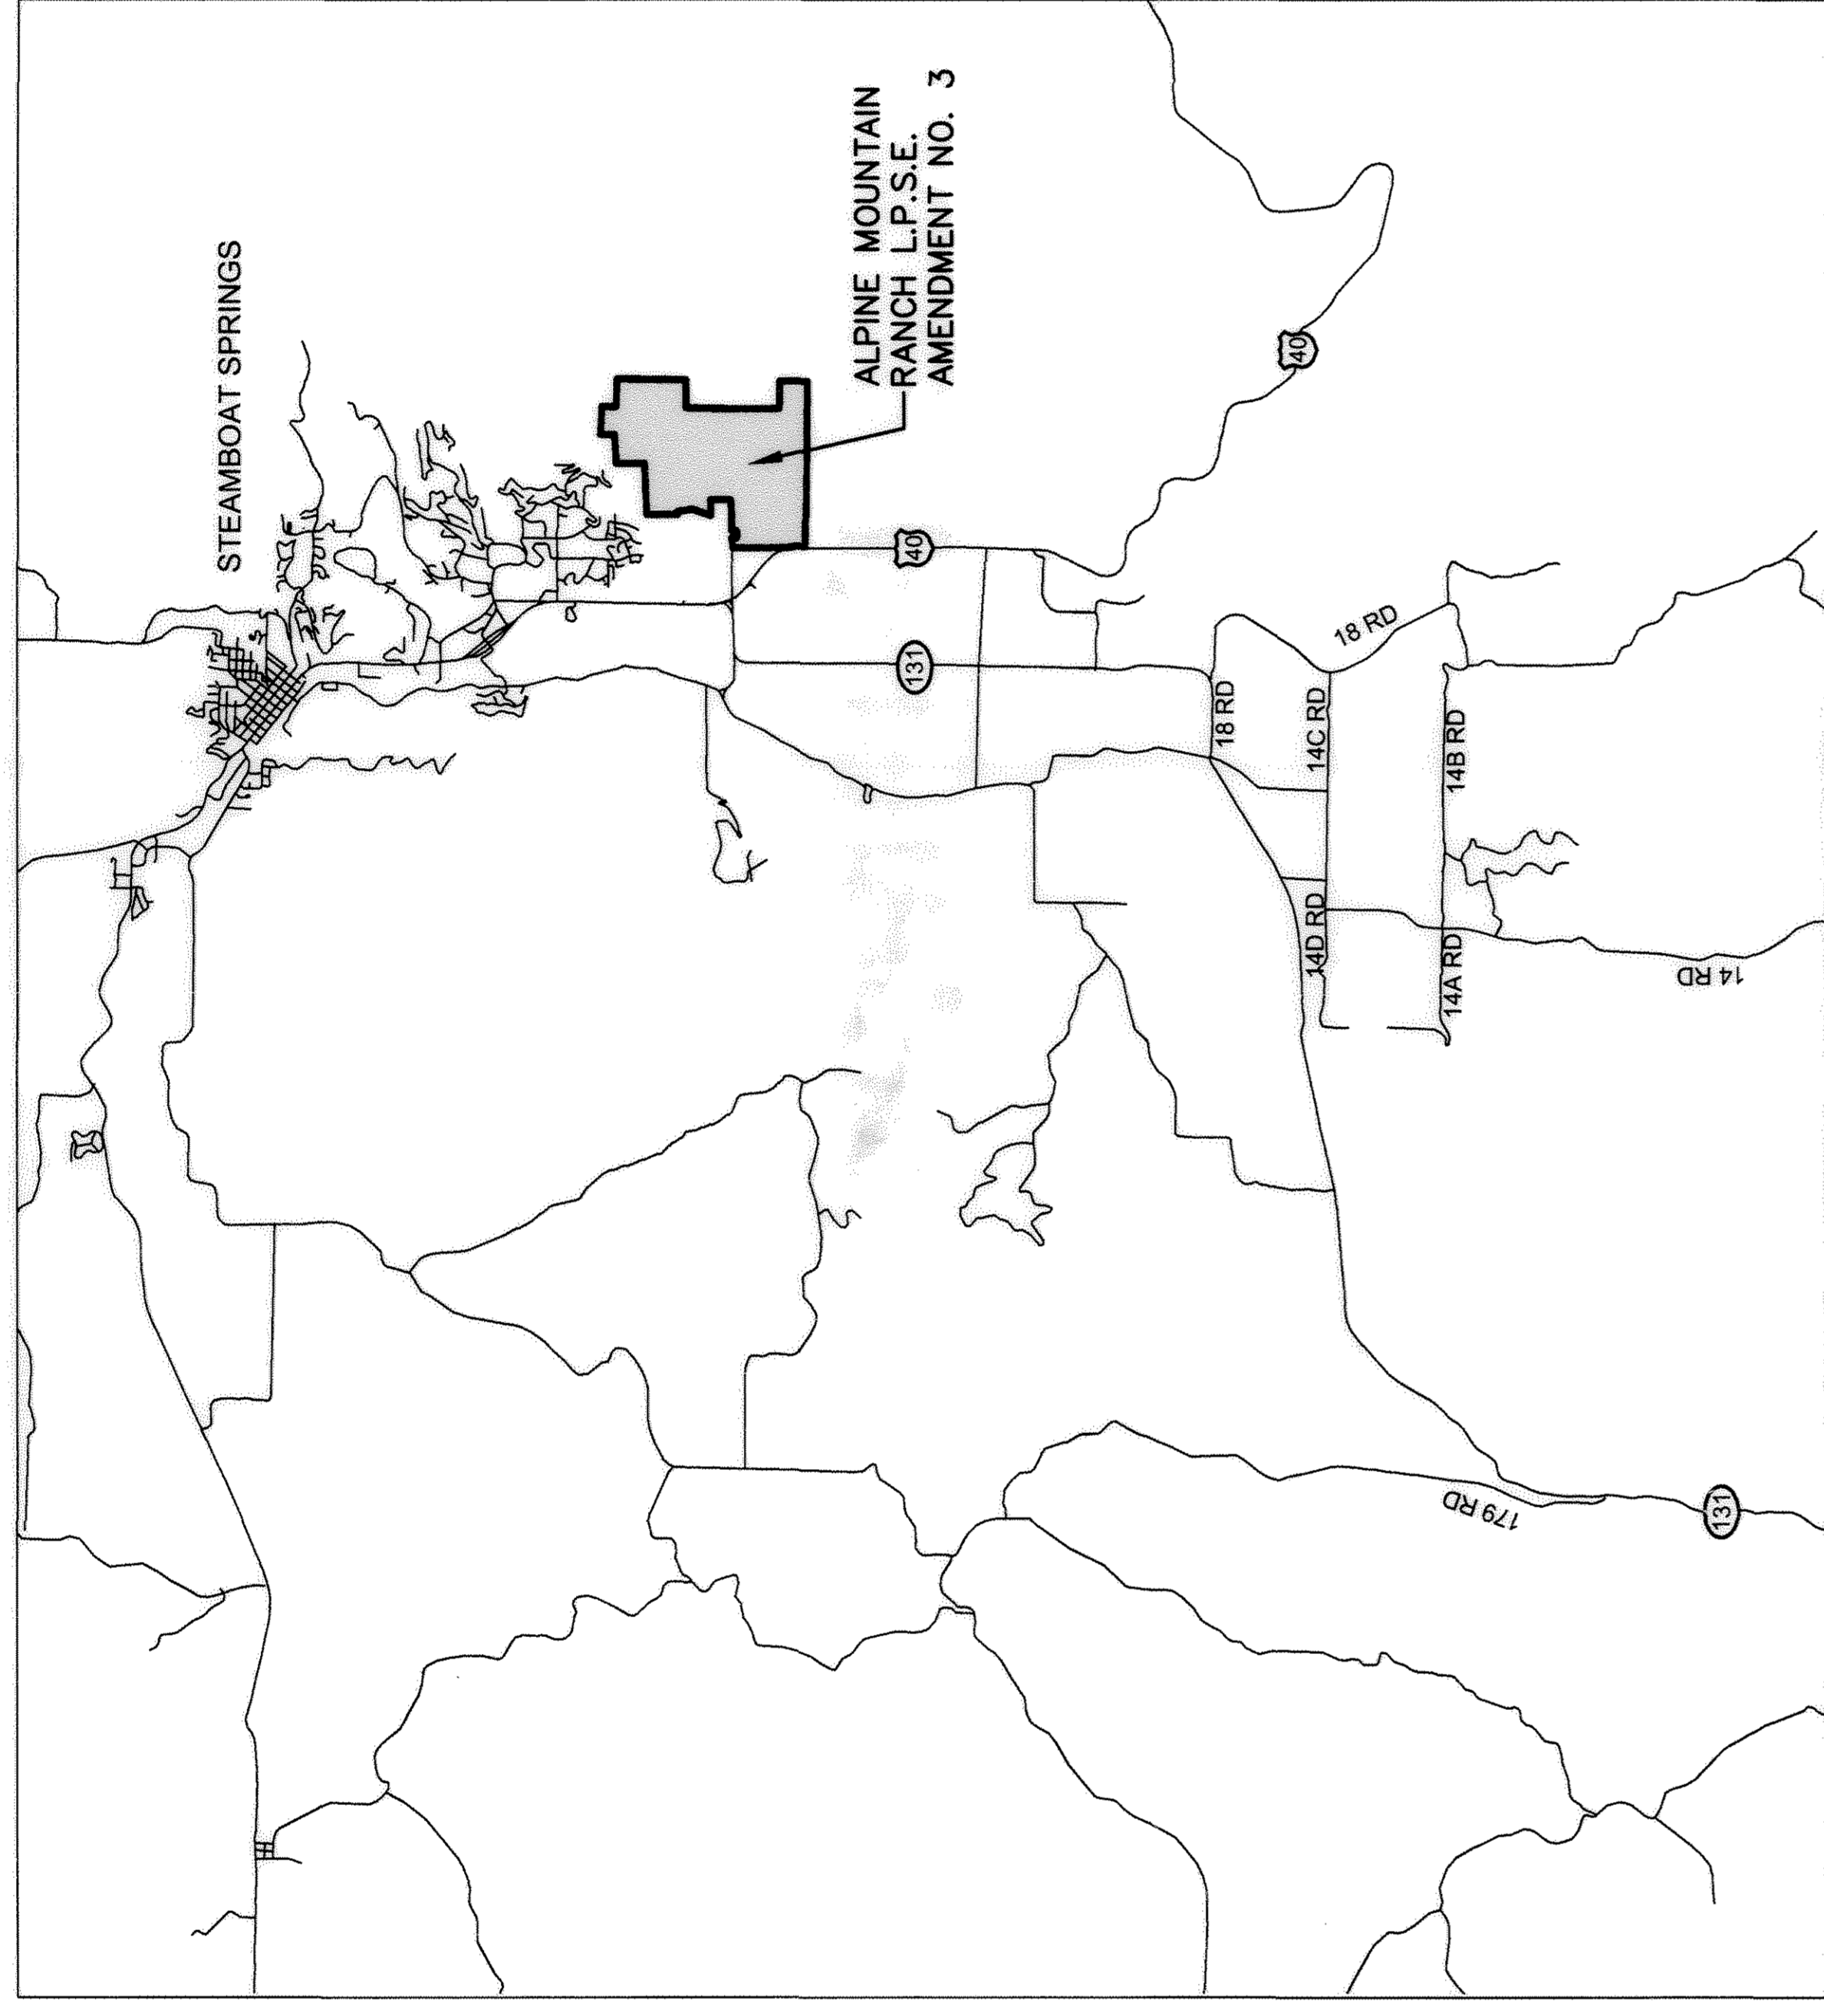 STEAMBOAT SPRINGS
ALPINE MOUNTAIN
RANCH L.P.S.E.
AMENDMENT NO. 3
40
40
131
18 RD
18 RD
14C RD
14B RD
14D RD
14A RD
14 RD
179 RD
131